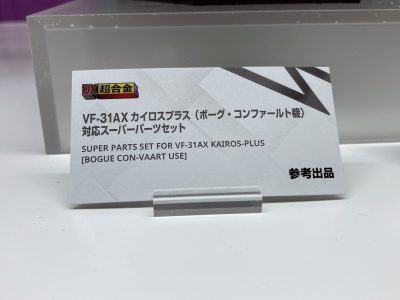 DX超合金
VF-31AX カイロスプラス（ボーグ・コンファールト機）
対応スーパーパーツセット
SUPER PARTS SET FOR VF-31AX KAIROS-PLUS
[BOGUE CON-VAART USE]
参考出品